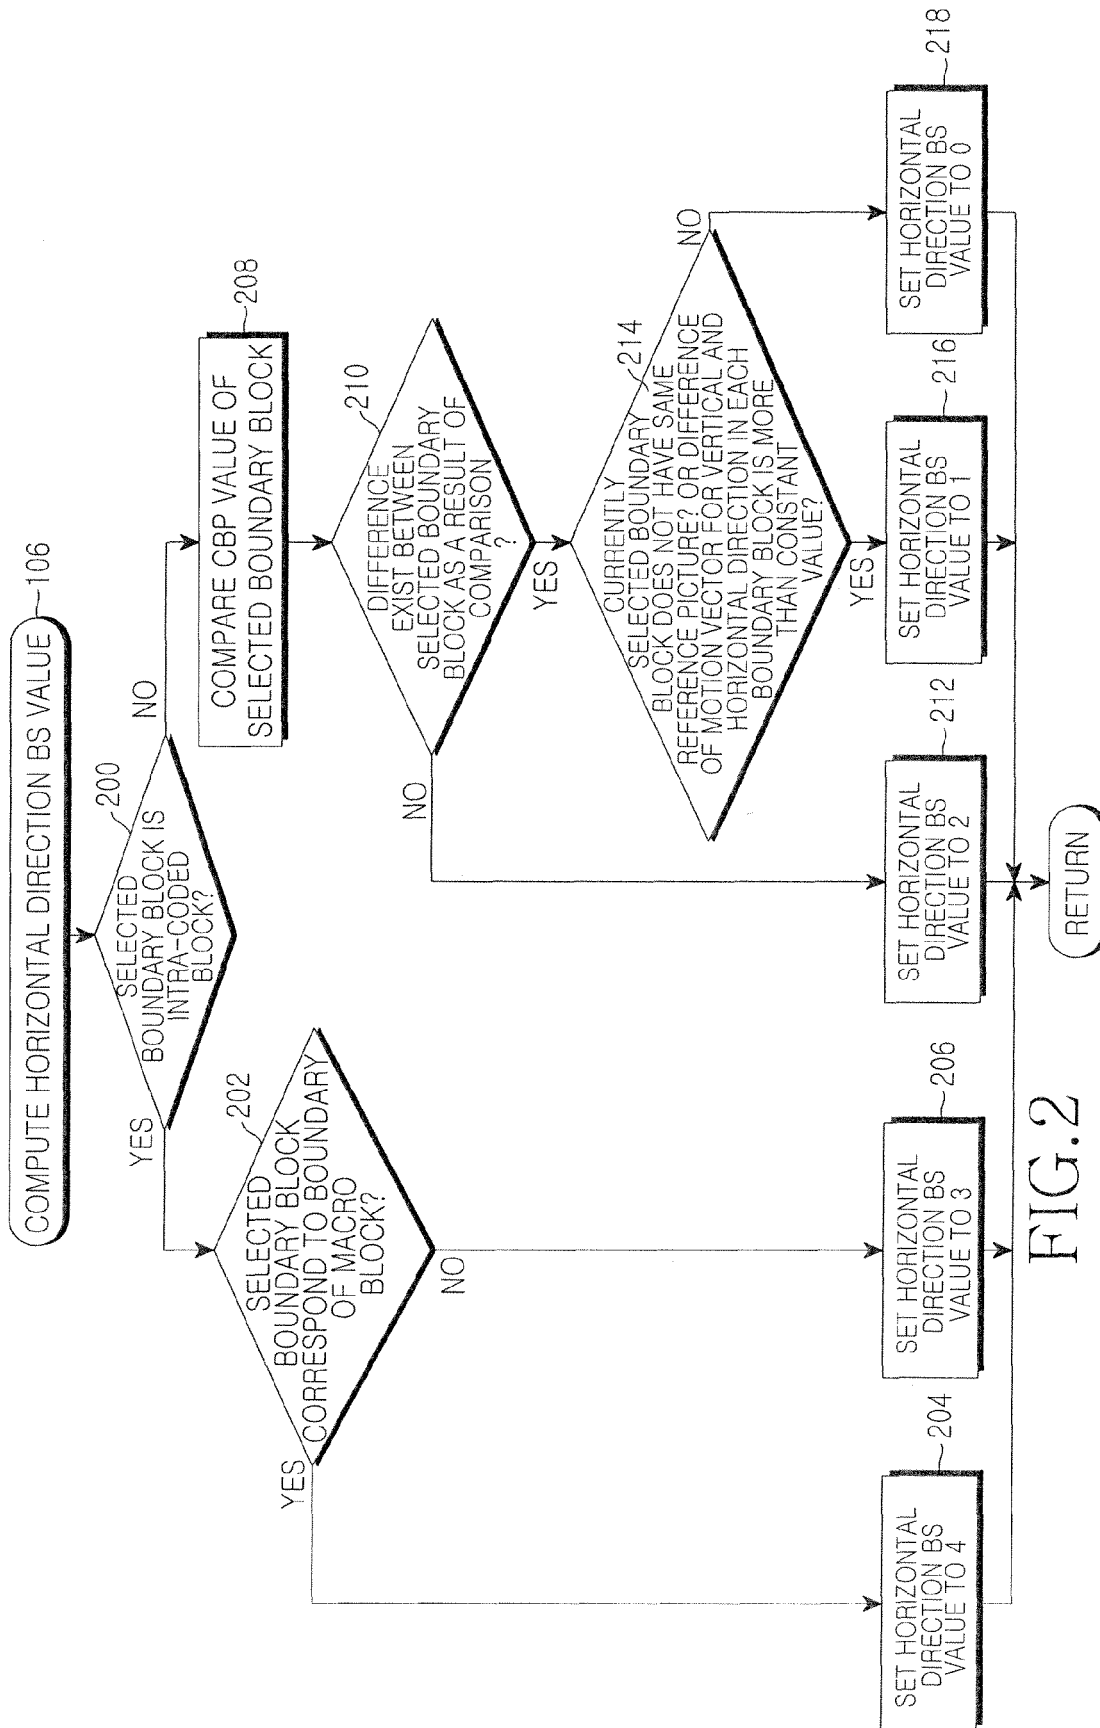 COMPUTE HORIZONTAL DIRECTION BS VALUE
106
SELECTED
BOUNDARY BLOCK IS
INTRA-CODED
BLOCK?
200
YES
NO
SELECTED
BOUNDARY BLOCK
CORRESPOND TO BOUNDARY
OF MACRO
BLOCK?
202
YES
NO
COMPARE CBP VALUE OF
SELECTED BOUNDARY BLOCK
208
DIFFERENCE
EXIST BETWEEN
SELECTED BOUNDARY
BLOCK AS A RESULT OF
COMPARISON
?
210
NO
YES
CURRENTLY
SELECTED BOUNDARY
BLOCK DOES NOT HAVE SAME
REFERENCE PICTURE? OR DIFFERENCE
OF MOTION VECTOR FOR VERTICAL AND
HORIZONTAL DIRECTION IN EACH
BOUNDARY BLOCK IS MORE
THAN CONSTANT
VALUE?
214
YES
NO
SET HORIZONTAL
DIRECTION BS
VALUE TO 4
204
SET HORIZONTAL
DIRECTION BS
VALUE TO 3
206
SET HORIZONTAL
DIRECTION BS
VALUE TO 2
212
SET HORIZONTAL
DIRECTION BS
VALUE TO 1
216
SET HORIZONTAL
DIRECTION BS
VALUE TO 0
218
RETURN
FIG.2